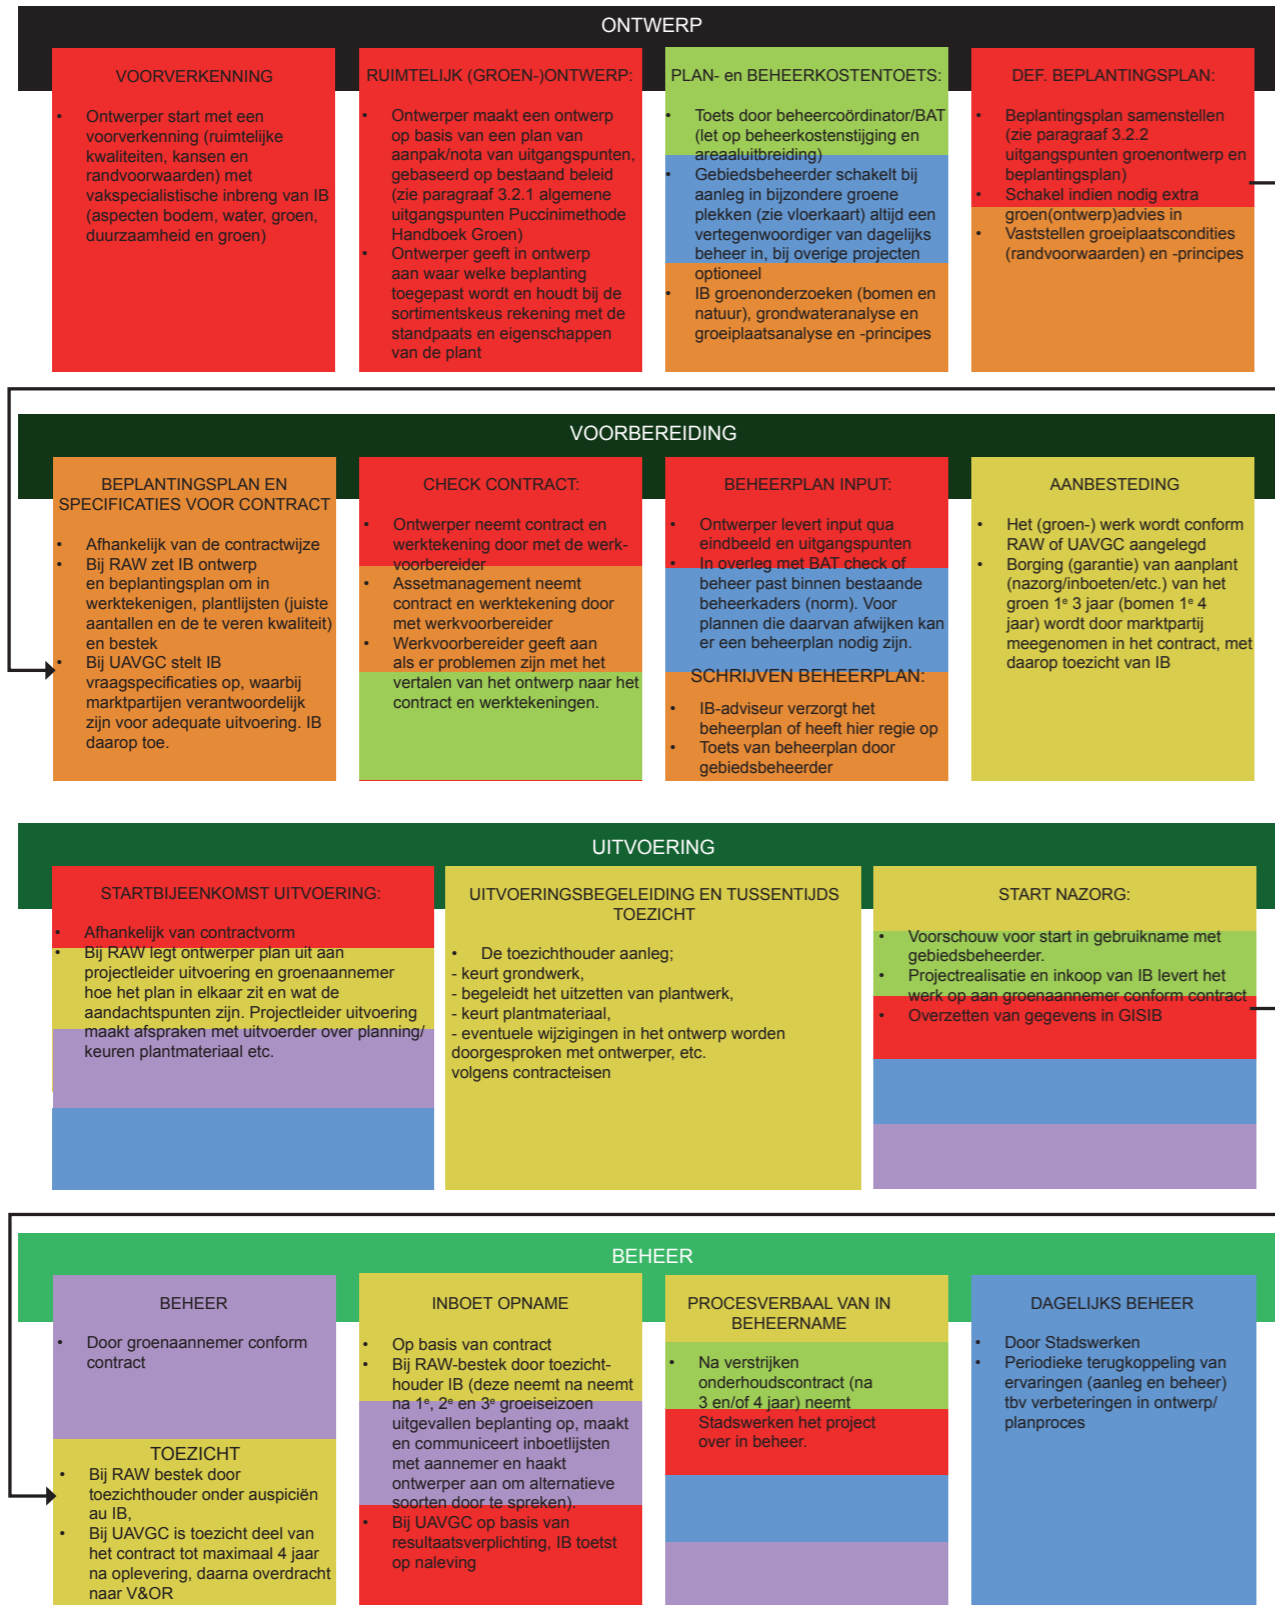 ONTWERP
VOORVERKENNING
• Ontwerper start met een
voorverkenning (ruimtelijke
kwaliteiten, kansen en
randvoorwaarden) met
vakspecialistische inbreng van IB
(aspecten bodem, water, groen,
duurzaamheid en groen)
RUIMTELIJK (GROEN-)ONTWERP:
• Ontwerper maakt een ontwerp
op basis van een plan van
aanpak/nota van uitgangspunten,
gebaseerd op bestaand beleid
(zie paragraaf 3.2.1 algemene
uitgangspunten Puccinimethode
Handboek Groen)
• Ontwerper geeft in ontwerp
aan waar welke beplanting
toegepast wordt en houdt bij de
sortimentskeus rekening met de
standpaats en eigenschappen
van de plant
PLAN- en BEHEERKOSTENTOETS:
• Toets door beheercoördinator/BAT
(let op beheerkostenstijging en
areaaluitbreiding)
• Gebiedsbeheerder schakelt bij
aanleg in bijzondere groene
plekken (zie vloerkaart) altijd een
vertegenwoordiger van dagelijks
beheer in, bij overige projecten
optioneel
• IB groenonderzoeken (bomen en
natuur), grondwateranalyse en
groeiplaatsanalyse en -principes
DEF. BEPLANTINGSPLAN:
• Beplantingsplan samenstellen
(zie paragraaf 3.2.2
uitgangspunten groenontwerp en
beplantingsplan)
• Schakel indien nodig extra
groen(ontwerp)advies in
• Vaststellen groeiplaatscondities
(randvoorwaarden) en -principes
VOORBEREIDING
BEPLANTINGSPLAN EN
SPECIFICATIES VOOR CONTRACT
• Afhankelijk van de contractwijze
• Bij RAW zet IB ontwerp
en beplantingsplan om in
werktekenigen, plantlijsten (juiste
aantallen en de te veren kwaliteit)
en bestek
• Bij UAVGC stelt IB
vraagspecificaties op, waarbij
marktpartijen verantwoordelijk
zijn voor adequate uitvoering. IB
daarop toe.
CHECK CONTRACT:
• Ontwerper neemt contract en
werktekening door met de werk-
voorbereider
• Assetmanagement neemt
contract en werktekening door
met werkvoorbereider
• Werkvoorbereider geeft aan
als er problemen zijn met het
vertalen van het ontwerp naar het
contract en werktekeningen.
BEHEERPLAN INPUT:
• Ontwerper levert input qua
eindbeeld en uitgangspunten
• In overleg met BAT check of
beheer past binnen bestaande
beheerkaders (norm). Voor
plannen die daarvan afwijken kan
er een beheerplan nodig zijn.
SCHRIJVEN BEHEERPLAN:
• IB-adviseur verzorgt het
beheerplan of heeft hier regie op
• Toets van beheerplan door
gebiedsbeheerder
AANBESTEDING
• Het (groen-) werk wordt conform
RAW of UAVGC aangelegd
• Borging (garantie) van aanplant
(nazorg/inboeten/etc.) van het
groen 1e 3 jaar (bomen 1e 4
jaar) wordt door marktpartij
meegenomen in het contract, met
daarop toezicht van IB
UITVOERING
STARTBIJEENKOMST UITVOERING:
• Afhankelijk van contractvorm
• Bij RAW legt ontwerper plan uit aan
projectleider uitvoering en groenaannemer
hoe het plan in elkaar zit en wat de
aandachtspunten zijn. Projectleider uitvoering
maakt afspraken met uitvoerder over planning/
keuren plantmateriaal etc.
UITVOERINGSBEGELEIDING EN TUSSENTIJDS
TOEZICHT
• De toezichthouder aanleg;
- keurt grondwerk,
- begeleidt het uitzetten van plantwerk,
- keurt plantmateriaal,
- eventuele wijzigingen in het ontwerp worden
doorgesproken met ontwerper, etc.
volgens contracteisen
START NAZORG:
• Voorschouw voor start in gebruikname met
gebiedsbeheerder.
• Projectrealisatie en inkoop van IB levert het
werk op aan groenaannemer conform contract
• Overzetten van gegevens in GISIB
BEHEER
BEHEER
• Door groenaannemer conform
contract
TOEZICHT
• Bij RAW bestek door
toezichthouder onder auspiciën
au IB,
• Bij UAVGC is toezicht deel van
het contract tot maximaal 4 jaar
na oplevering, daarna overdracht
naar V&OR
INBOET OPNAME
• Op basis van contract
• Bij RAW-bestek door toezicht-
houder IB (deze neemt na neemt
na 1e, 2e en 3e groeiseizoen
uitgevallen beplanting op, maakt
en communiceert inboetlijsten
met aannemer en haakt
ontwerper aan om alternatieve
soorten door te spreken).
• Bij UAVGC op basis van
resultaatsverplichting, IB toetst
op naleving
PROCESVERBAAL VAN IN
BEHEERNAME
• Na verstrijken
onderhoudscontract (na
3 en/of 4 jaar) neemt
Stadswerken het project
over in beheer.
DAGELIJKS BEHEER
• Door Stadswerken
• Periodieke terugkoppeling van
ervaringen (aanleg en beheer)
tbv verbeteringen in ontwerp/
planproces